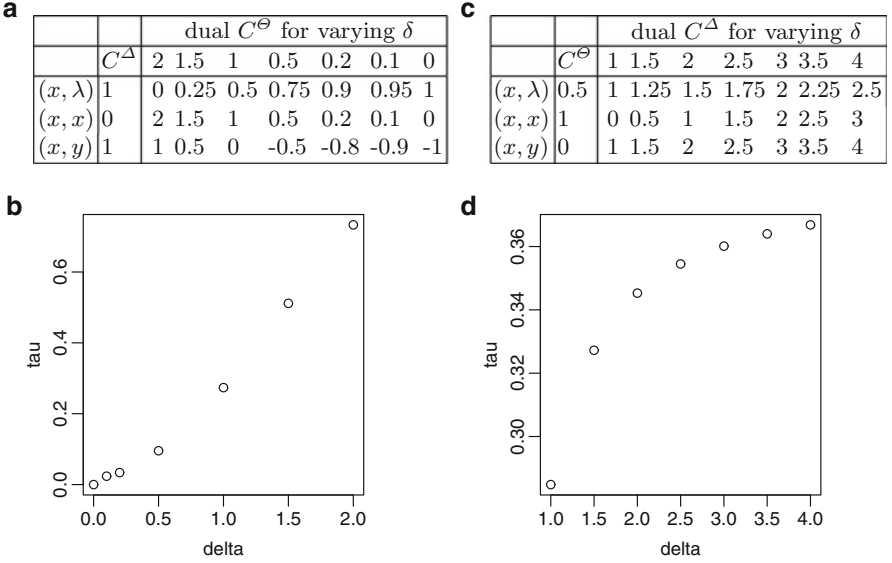 a
dual C^Θ for varying δ
C^Δ 2 1.5 1 0.5 0.2 0.1 0
(x, λ) 1 0 0.25 0.5 0.75 0.9 0.95 1
(x, x) 0 2 1.5 1 0.5 0.2 0.1 0
(x, y) 1 1 0.5 0 -0.5 -0.8 -0.9 -1
c
dual C^Δ for varying δ
C^Θ 1 1.5 2 2.5 3 3.5 4
(x, λ) 0.5 1 1.25 1.5 1.75 2 2.25 2.5
(x, x) 1 0 0.5 1 1.5 2 2.5 3
(x, y) 0 1 1.5 2 2.5 3 3.5 4
b
tau
0.6
0.4
0.2
0.0
0.0 0.5 1.0 1.5 2.0
delta
d
tau
0.36
0.34
0.32
0.30
1.0 1.5 2.0 2.5 3.0 3.5 4.0
delta